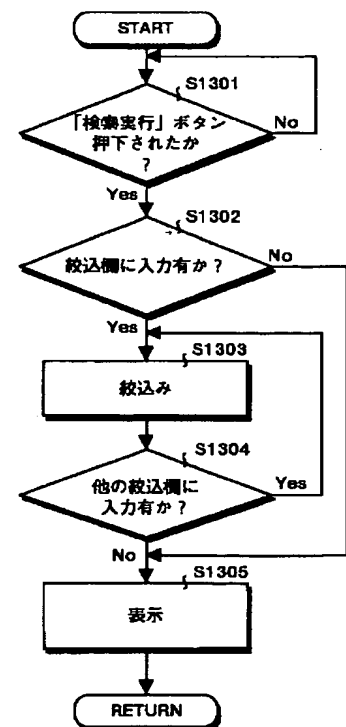 START
S1301
「検索実行」ボタン
押下されたか
?
No
Yes
S1302
絞込欄に入力有か?
No
Yes
S1303
絞込み
S1304
他の絞込欄に
入力有か?
Yes
No
S1305
表示
RETURN